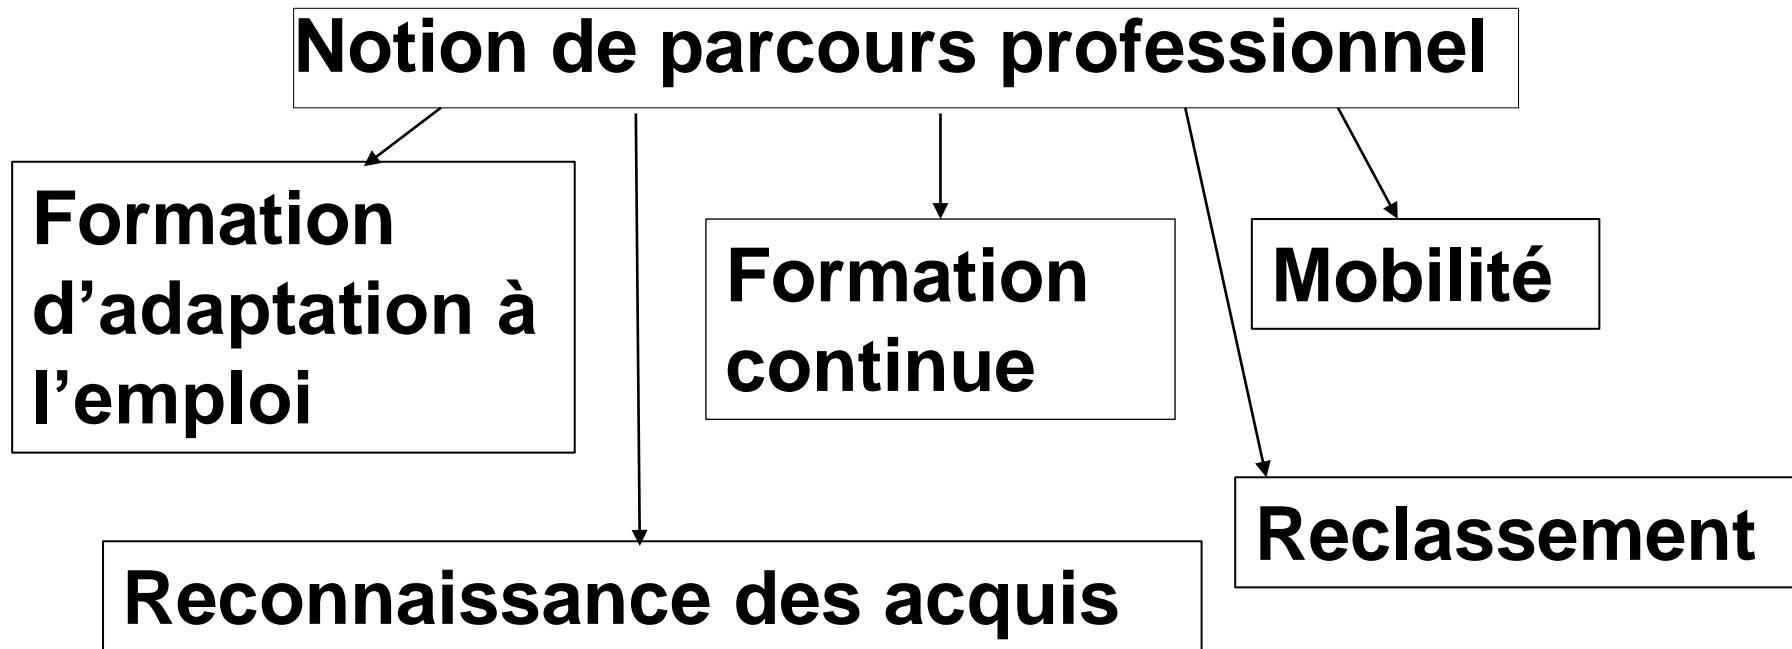 Notion de parcours professionnel
Formation
d’adaptation à
l’emploi
Formation
continue
Mobilité
Reclassement
Reconnaissance des acquis